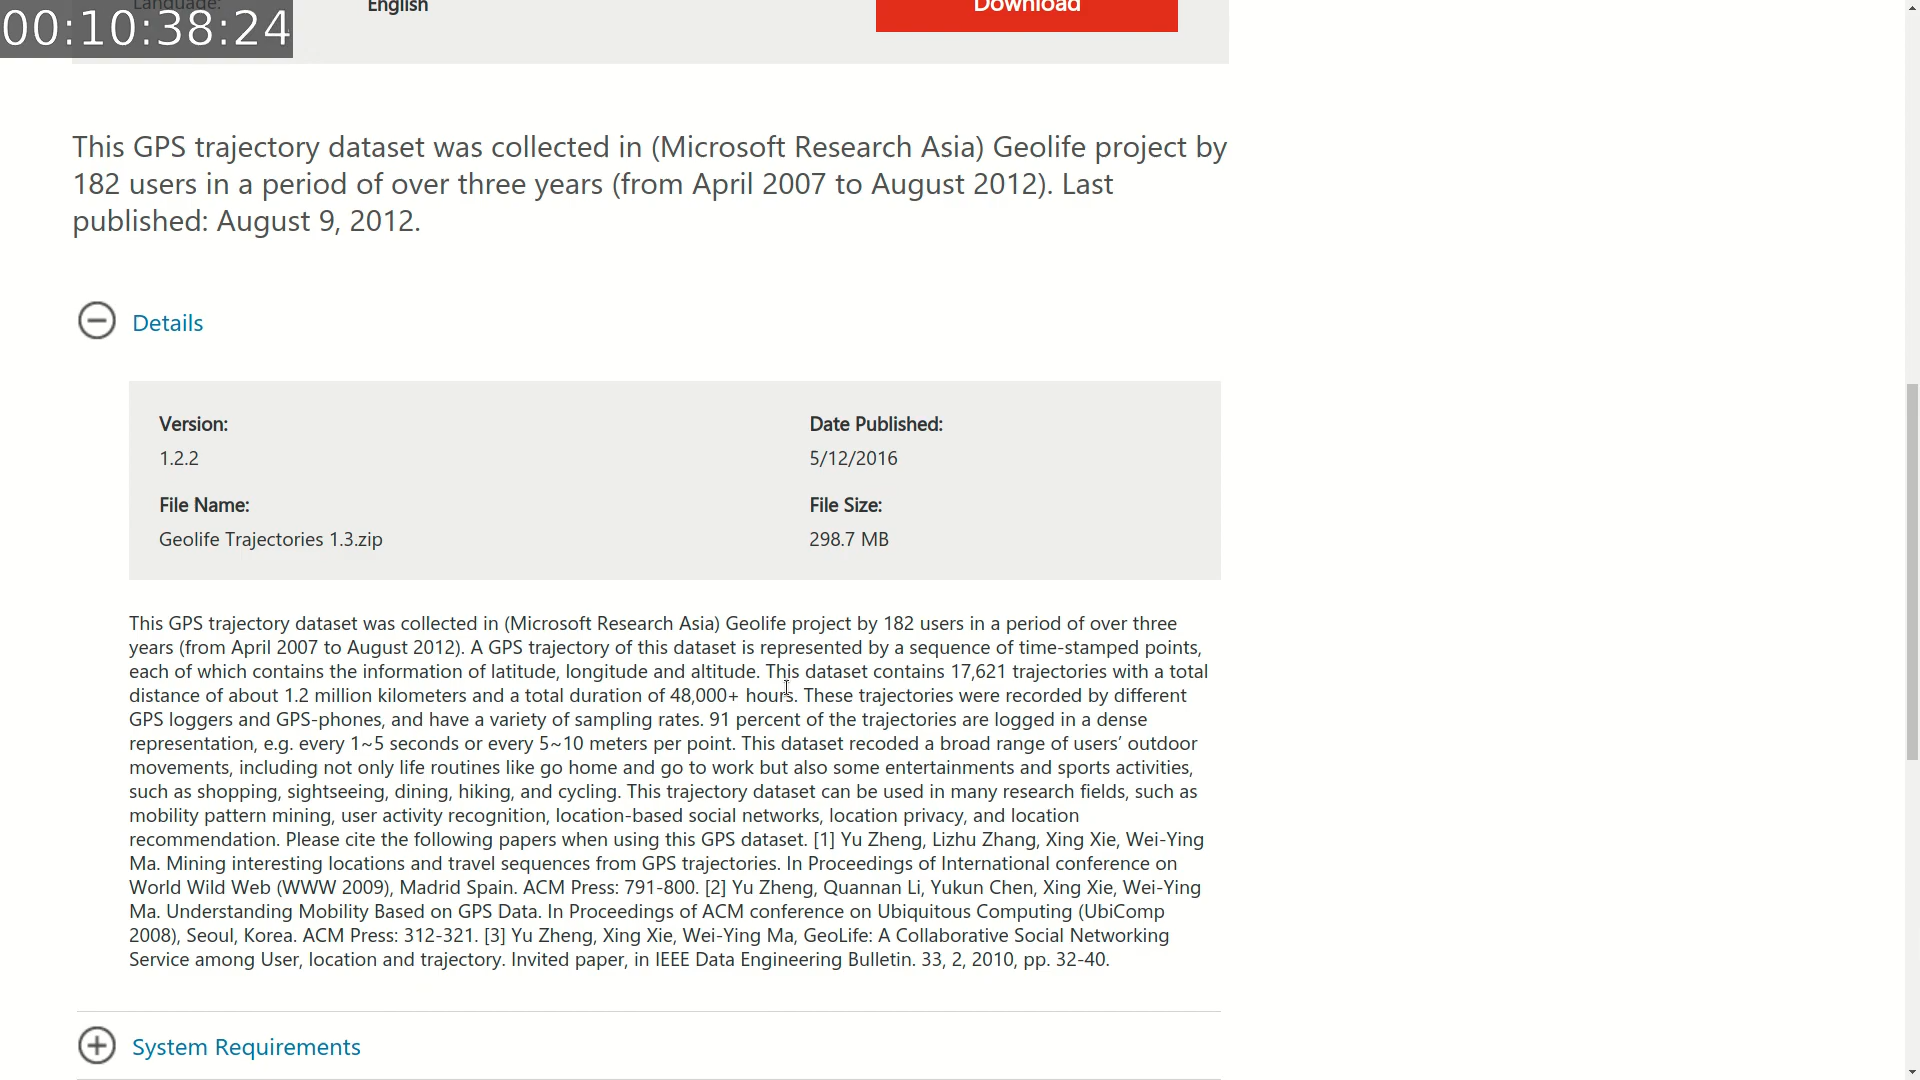 Language:
English
Download
00:10:38:24
This GPS trajectory dataset was collected in (Microsoft Research Asia) Geolife project by
182 users in a period of over three years (from April 2007 to August 2012). Last
published: August 9, 2012.
Details
Version:
Date Published:
1.2.2
5/12/2016
File Name:
File Size:
Geolife Trajectories 1.3.zip
298.7 MB
This GPS trajectory dataset was collected in (Microsoft Research Asia) Geolife project by 182 users in a period of over three
years (from April 2007 to August 2012). A GPS trajectory of this dataset is represented by a sequence of time-stamped points,
each of which contains the information of latitude, longitude and altitude. This dataset contains 17,621 trajectories with a total
distance of about 1.2 million kilometers and a total duration of 48,000+ hours. These trajectories were recorded by different
GPS loggers and GPS-phones, and have a variety of sampling rates. 91 percent of the trajectories are logged in a dense
representation, e.g. every 1~5 seconds or every 5~10 meters per point. This dataset recoded a broad range of users’ outdoor
movements, including not only life routines like go home and go to work but also some entertainments and sports activities,
such as shopping, sightseeing, dining, hiking, and cycling. This trajectory dataset can be used in many research fields, such as
mobility pattern mining, user activity recognition, location-based social networks, location privacy, and location
recommendation. Please cite the following papers when using this GPS dataset. [1] Yu Zheng, Lizhu Zhang, Xing Xie, Wei-Ying
Ma. Mining interesting locations and travel sequences from GPS trajectories. In Proceedings of International conference on
World Wild Web (WWW 2009), Madrid Spain. ACM Press: 791-800. [2] Yu Zheng, Quannan Li, Yukun Chen, Xing Xie, Wei-Ying
Ma. Understanding Mobility Based on GPS Data. In Proceedings of ACM conference on Ubiquitous Computing (UbiComp
2008), Seoul, Korea. ACM Press: 312-321. [3] Yu Zheng, Xing Xie, Wei-Ying Ma, GeoLife: A Collaborative Social Networking
Service among User, location and trajectory. Invited paper, in IEEE Data Engineering Bulletin. 33, 2, 2010, pp. 32-40.
System Requirements